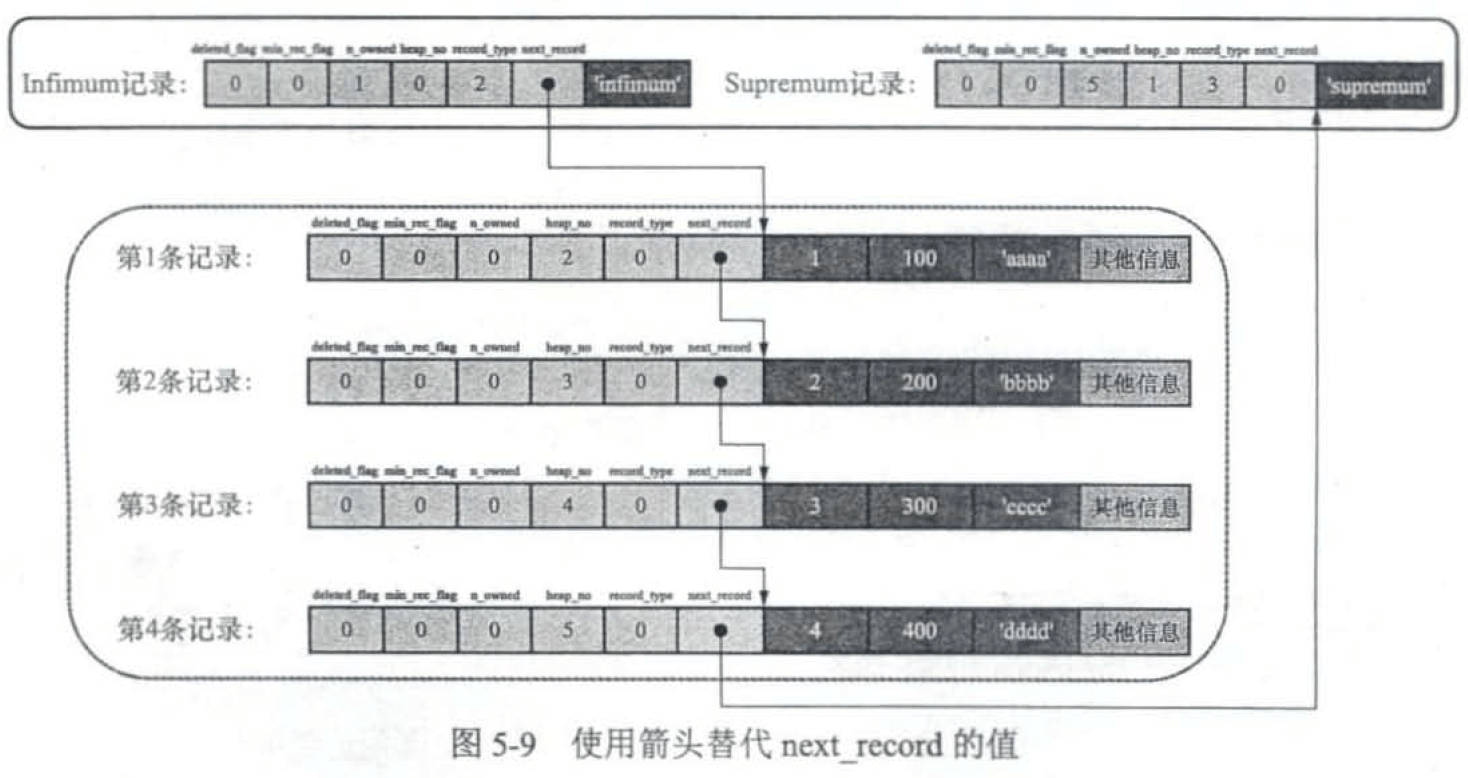 deleted_flag min_rec_flag n_owned heap_no record_type next_record deleted_flag min_rec_flag n_owned heap_no record_type next_record
Infimum记录: 0 0 1 0 2 'infimum' Supremum记录: 0 0 5 1 3 0 'supremum'
deleted_flag min_rec_flag n_owned heap_no record_type next_record
第1条记录: 0 0 0 2 0 1 100 'aaaa' 其他信息
deleted_flag min_rec_flag n_owned heap_no record_type next_record
第2条记录: 0 0 0 3 0 2 200 'bbbb' 其他信息
deleted_flag min_rec_flag n_owned heap_no record_type next_record
第3条记录: 0 0 0 4 0 3 300 'cccc' 其他信息
deleted_flag min_rec_flag n_owned heap_no record_type next_record
第4条记录: 0 0 0 5 0 4 400 'dddd' 其他信息
图 5-9 使用箭头替代 next_record 的值